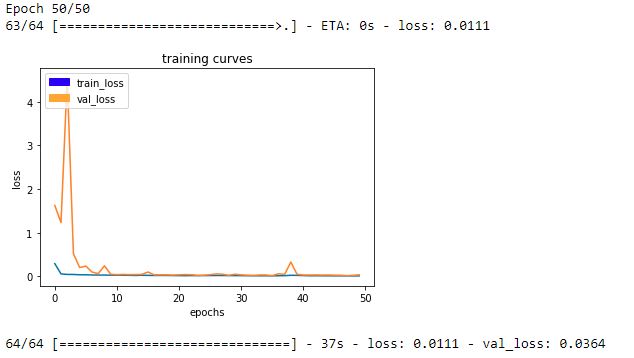 Epoch 50/50
63/64 [============================>.] - ETA: 0s - loss: 0.0111
training curves
train_loss
val_loss
4
3
2
1
0
loss
0 10 20 30 40 50
epochs
64/64 [==============================] - 37s - loss: 0.0111 - val_loss: 0.0364